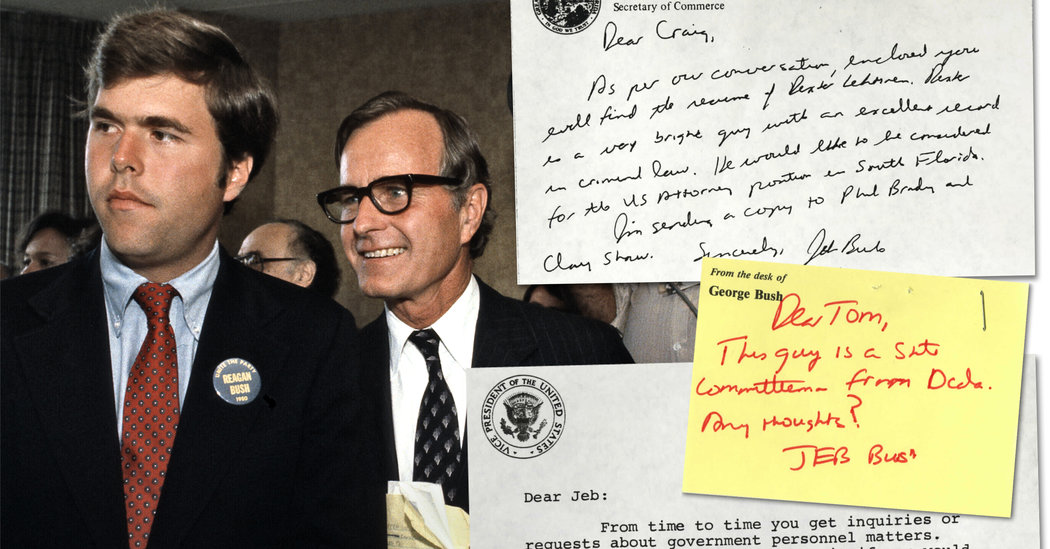 UNITE THE PARTY
REAGAN
BUSH
1980
Secretary of Commerce
Dear Craig,
As per our conversation, enclosed you
will find the resume of Dexter Lehtinen. Dexter
is a very bright guy with an excellent record
in criminal law. He would like to be considered
for the US Attorney position in South Florida.
I'm sending a copy to Phil Brady and
Clay Shaw. Sincerely, Jeb Bush
From the desk of
George Bush
Dear Tom,
This guy is a State
Committeeman from Dade.
Any thoughts?
JEB Bush
VICE PRESIDENT OF THE UNITED STATES
Dear Jeb:
From time to time you get inquiries or
requests about government personnel matters.